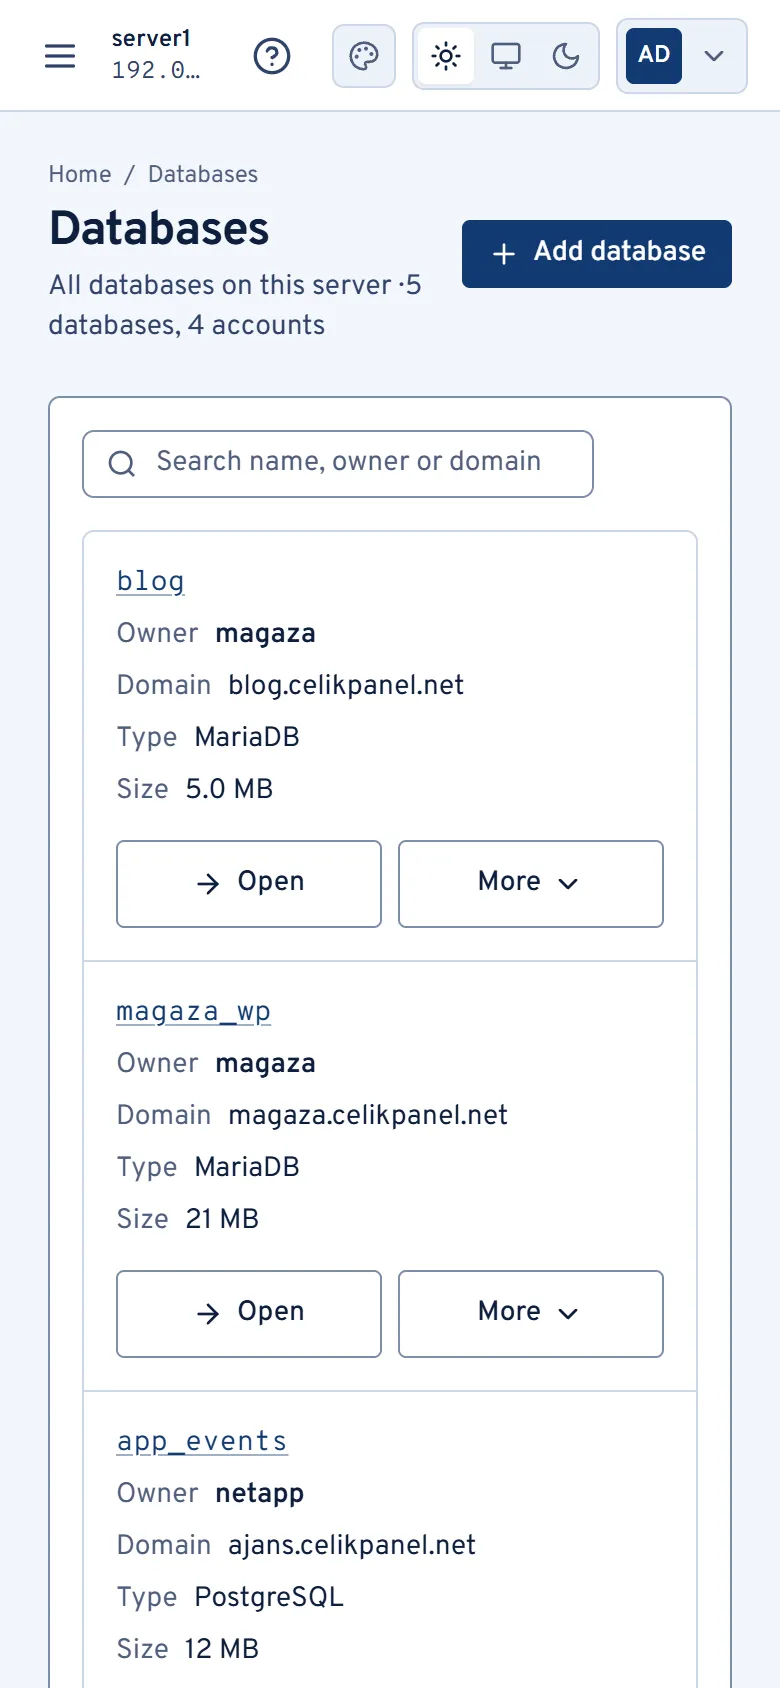 server1
192.0…
AD
Home / Databases
Databases
Add database
All databases on this server ·5
databases, 4 accounts
Search name, owner or domain
blog
Owner magaza
Domain blog.celikpanel.net
Type MariaDB
Size 5.0 MB
Open
More
magaza_wp
Owner magaza
Domain magaza.celikpanel.net
Type MariaDB
Size 21 MB
Open
More
app_events
Owner netapp
Domain ajans.celikpanel.net
Type PostgreSQL
Size 12 MB